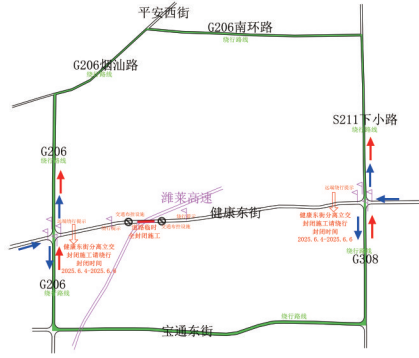 平安西街
G206南环路
绕行路线
G206烟汕路
绕行路线
S211下小路
绕行路线
G206
绕行路线
潍莱高速
健康东街
道路临时
全封闭施工
健康东街分离立交
封闭施工请绕行
封闭时间
2025.6.4-2025.6.6
健康东街分离立交
封闭施工请绕行
封闭时间
2025.6.4-2025.6.6
G308
G206
绕行路线
绕行路线
宝通东街